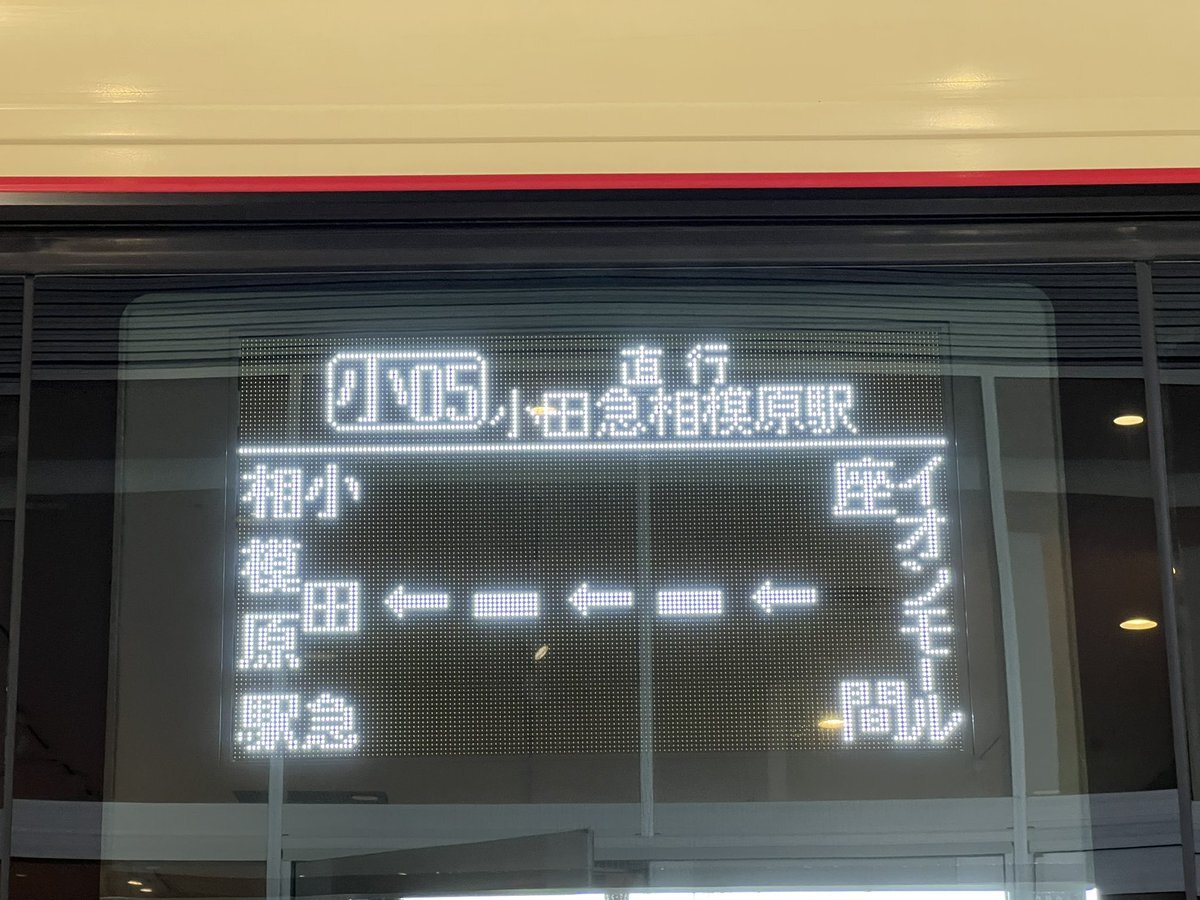 小05
直行
小田急相模原駅
イオンモール
座間
← ←  ←
小田急
相模原駅